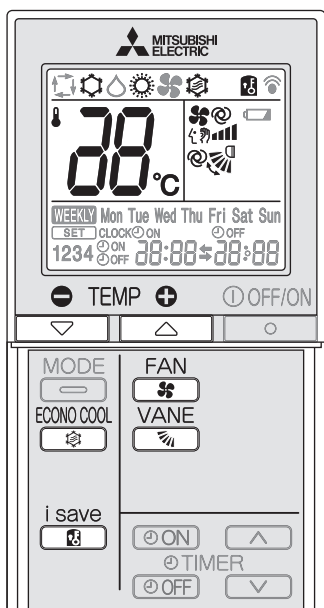 MITSUBISHI
ELECTRIC
°C
WEEKLY Mon Tue Wed Thu Fri Sat Sun
SET CLOCK ON OFF
1234 ON 88:88 88:88
OFF
TEMP OFF/ON
MODE FAN
ECONO COOL VANE
i save
ON
TIMER
OFF